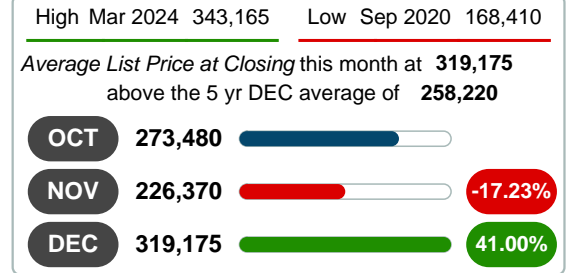 High Mar 2024 343,165 Low Sep 2020 168,410
Average List Price at Closing this month at 319,175
above the 5 yr DEC average of 258,220
OCT 273,480
NOV 226,370 -17.23%
DEC 319,175 41.00%